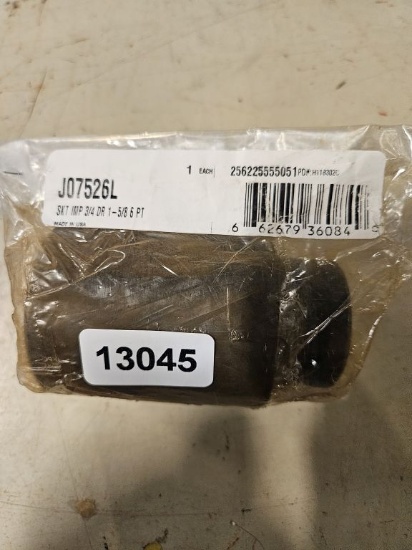 1 EACH 256225555051
J07526L
SKT IMP 3/4 DR 1-5/8 6 PT
MADE IN USA
6 62679 36084
13045